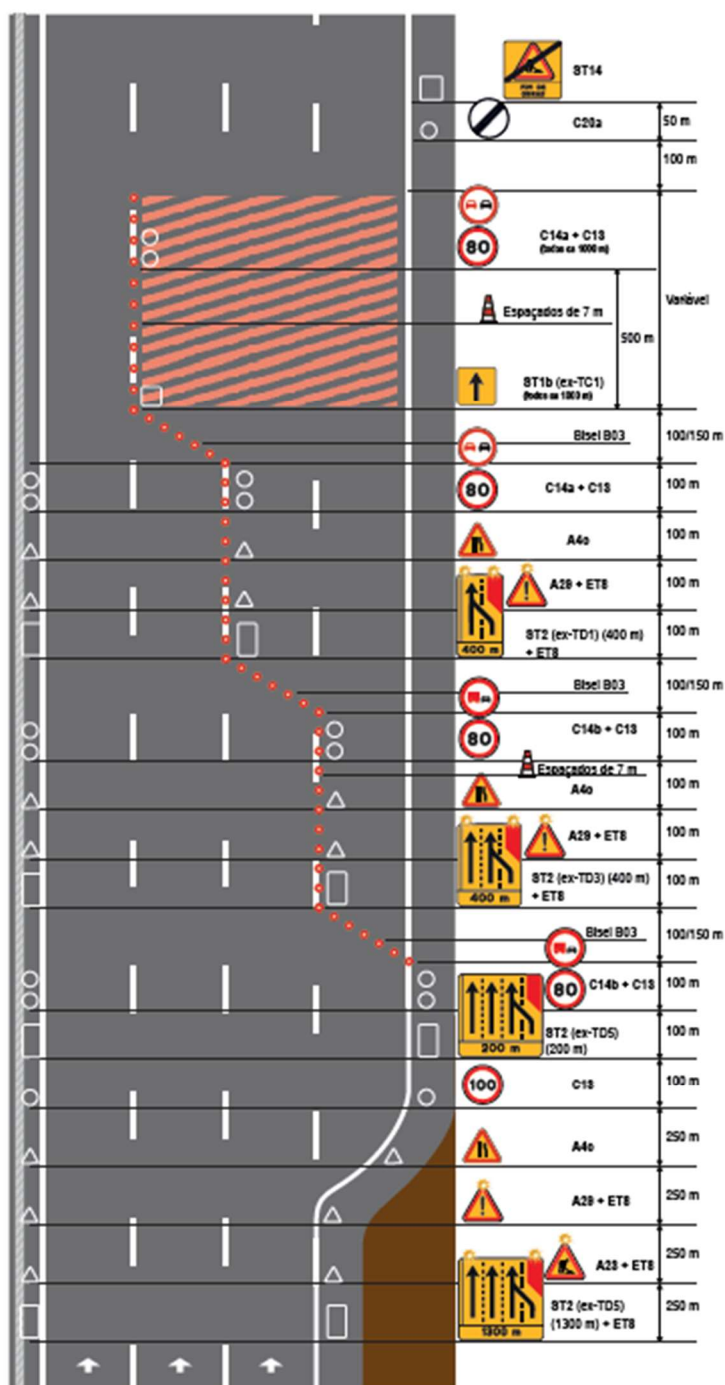 FIM DE OBRAS
ST14
C20a
50 m
100 m
C14a + C13
80
(todos os 1000 m)
Variável
Espaçados de 7 m
500 m
ST1b (ex-TC1)
(todos os 1000 m)
Bisel B03
100/150 m
80
C14a + C13
100 m
A4c
100 m
A29 + ET8
100 m
400 m
ST2 (ex-TD1) (400 m)
+ ET8
100 m
Bisel B03
100/150 m
80
C14b + C13
100 m
Espaçados de 7 m
A4c
100 m
A29 + ET8
100 m
400 m
ST2 (ex-TD3) (400 m)
+ ET8
100 m
Bisel B03
100/150 m
80
C14b + C13
100 m
200 m
ST2 (ex-TD5)
(200 m)
100 m
100
C13
100 m
A4c
250 m
A29 + ET8
250 m
A23 + ET8
250 m
1300 m
ST2 (ex-TD5)
(1300 m) + ET8
250 m